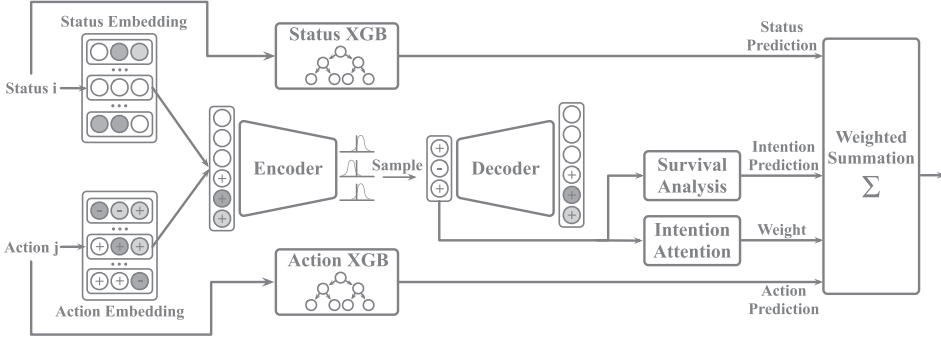 Status Embedding
Status XGB
Status
Prediction
Status i
...
...
Encoder
Sample
Decoder
Survival
Analysis
Intention
Prediction
Weighted
Summation
Σ
Action j
- - +
...
+ + +
...
+ + -
+
+
+
+
-
+
+
+
+
Intention
Attention
Weight
Action XGB
Action Embedding
Action
Prediction